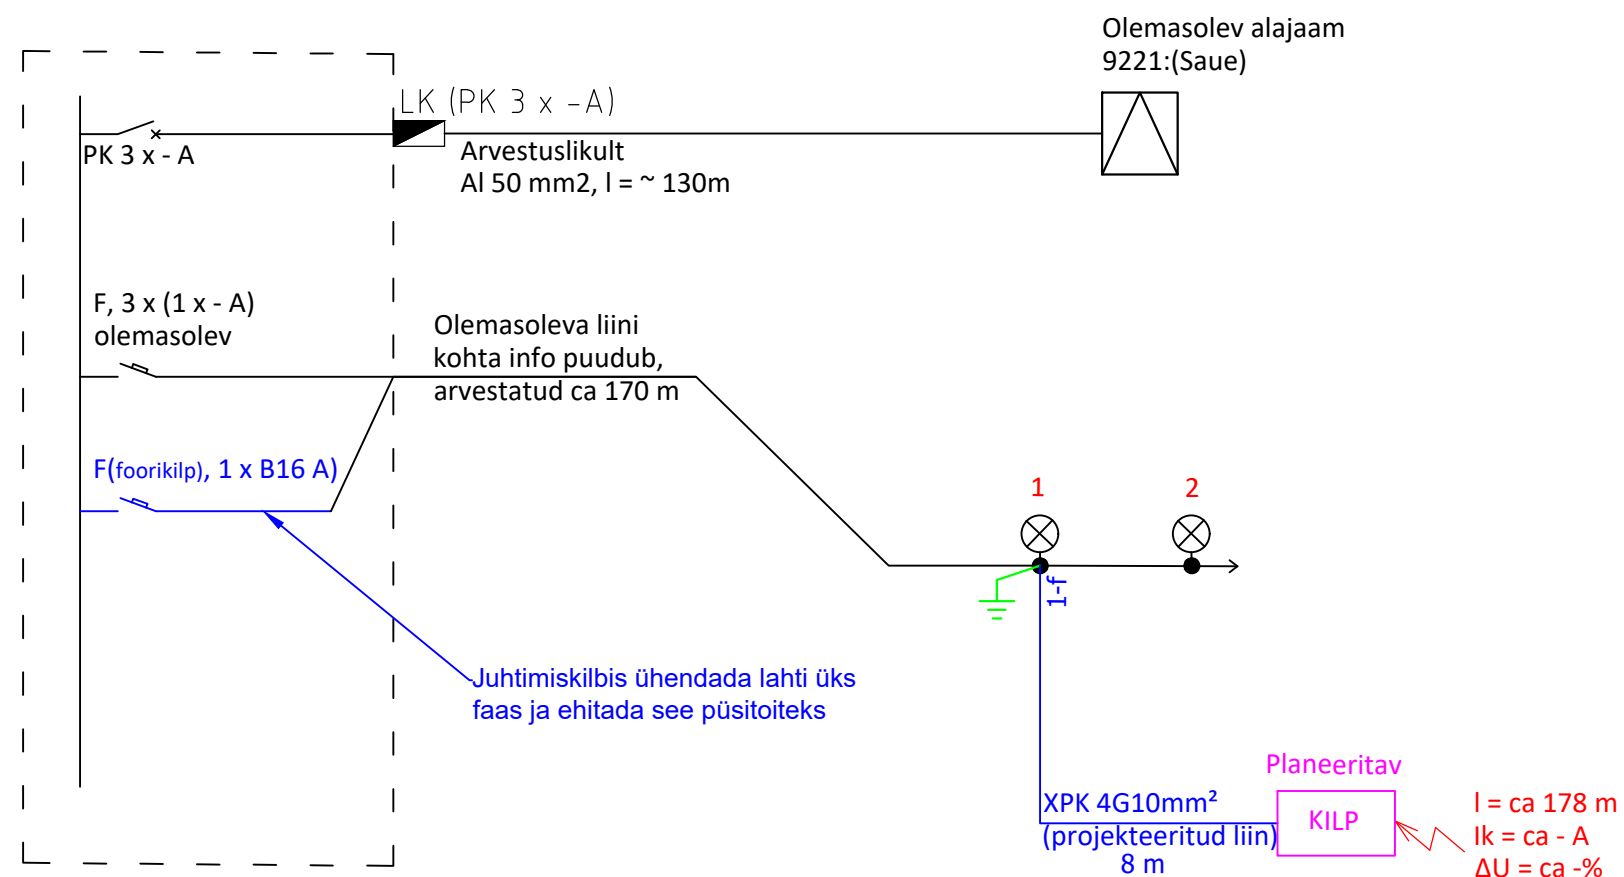 Olemasolev alajaam
9221:(Saue)
LK (PK 3 x -A)
PK 3 x - A
Arvestuslikult
Al 50 mm2, l = ~ 130m
F, 3 x (1 x - A)
olemasolev
Olemasoleva liini
kohta info puudub,
arvestatud ca 170 m
F(foorikilp), 1 x B16 A)
1
2
1-f
Juhtimiskilbis ühendada lahti üks
faas ja ehitada see püsitoiteks
Planeeritav
KILP
XPK 4G10mm²
(projekteeritud liin)
8 m
l = ca 178 m
Ik = ca - A
ΔU = ca -%